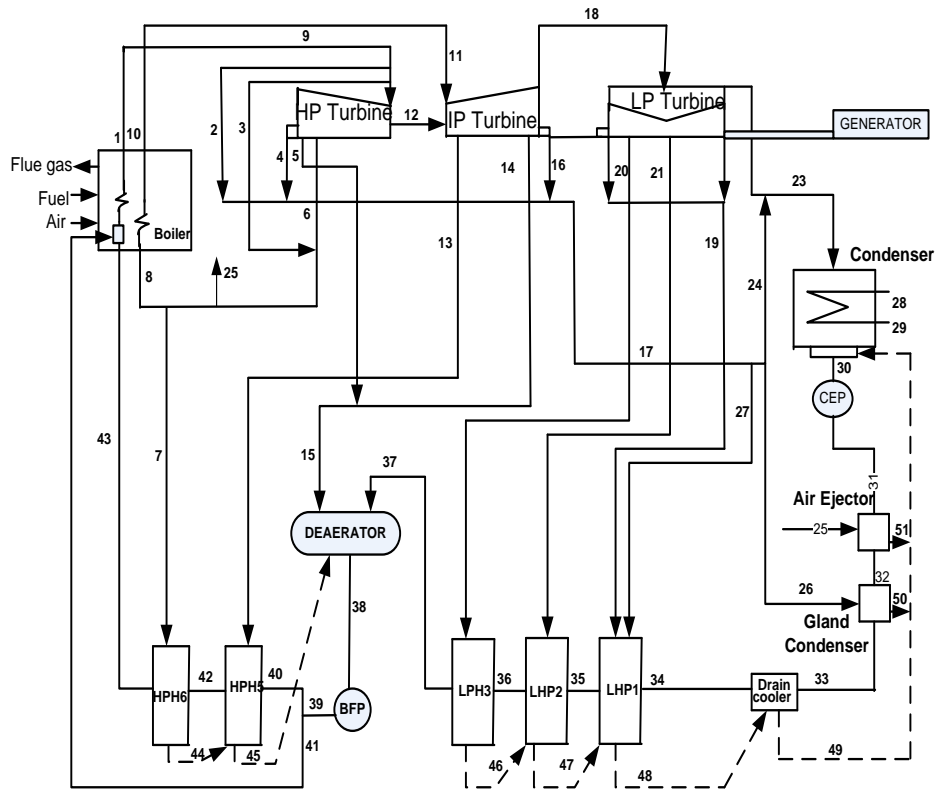 18
9
11
10
1
2
3
HP Turbine
12
IP Turbine
LP Turbine
GENERATOR
4
5
14
16
20
21
23
Flue gas
Fuel
Air
Boiler
6
13
19
8
25
24
Condenser
28
29
17
30
CEP
27
43
7
15
37
31
Air Ejector
DEAERATOR
25
51
32
38
26
50
Gland
Condenser
HPH6
42
HPH5
40
39
BFP
41
LPH3
36
LHP2
35
LHP1
34
Drain
cooler
33
44
45
46
47
48
49